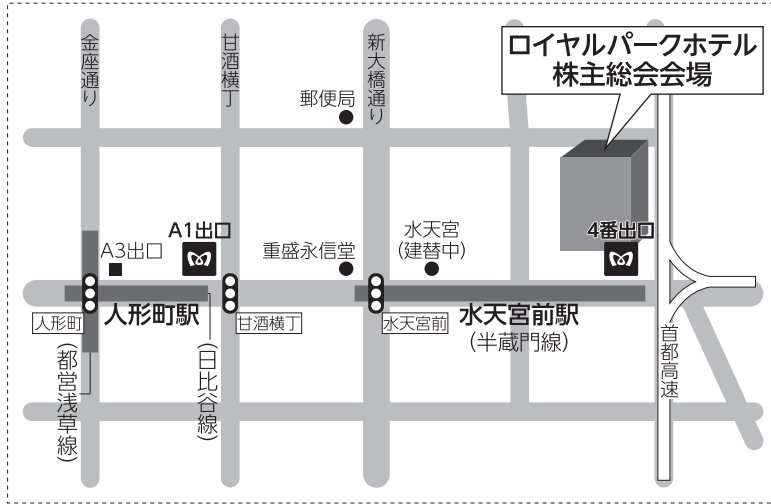 金座通り
甘酒横丁
新大橋通り
ロイヤルパークホテル
株主総会会場
郵便局
A1出口
A3出口
重盛永信堂
水天宮
(建替中)
4番出口
人形町
人形町駅
甘酒横丁
水天宮前
水天宮前駅
(半蔵門線)
(都営浅草線)
(日比谷線)
首都高速